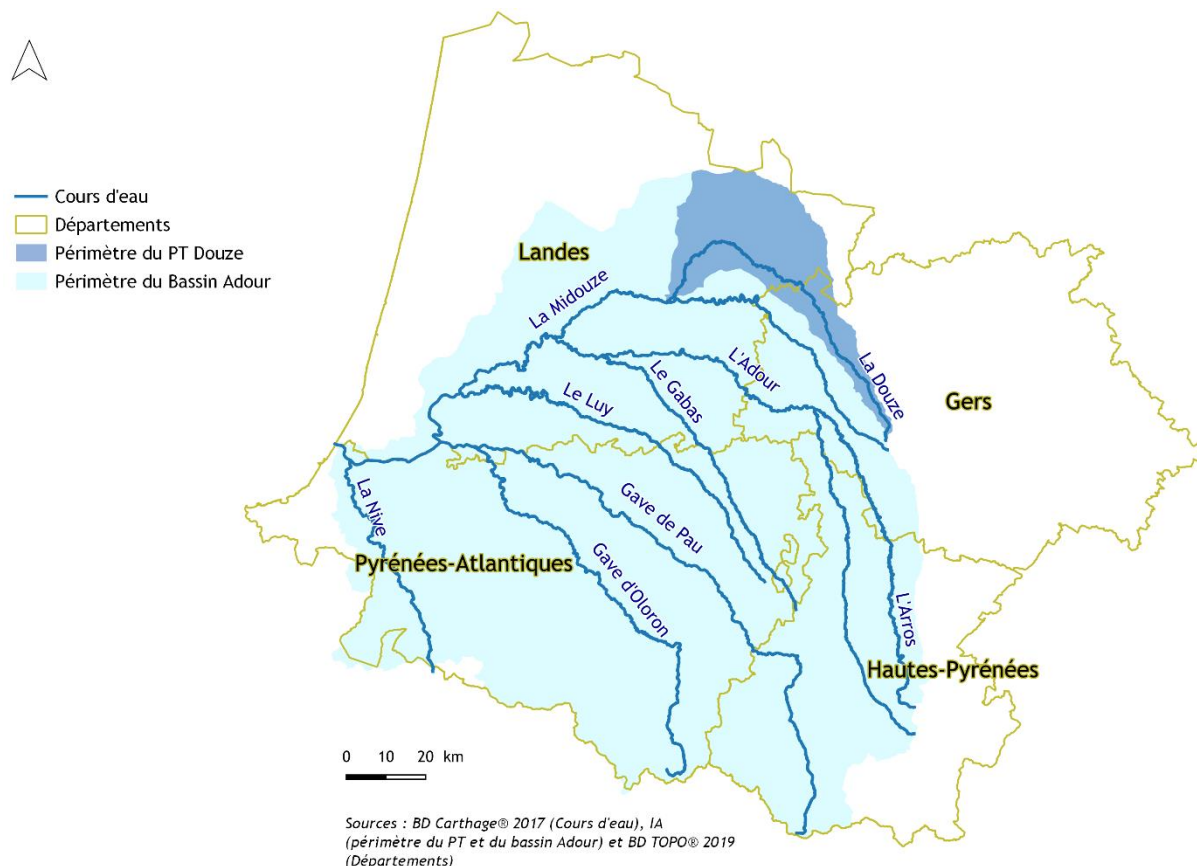 Cours d'eau
Départements
Périmètre du PT Douze
Périmètre du Bassin Adour
Landes
La Midouze
L'Adour
Le Gabas
La Douze
Le Luy
Gers
La Nive
Gave de Pau
Pyrénées-Atlantiques
Gave d'Oloron
L'Arros
Hautes-Pyrénées
0 10 20 km
Sources : BD Carthage® 2017 (Cours d'eau), IA
(périmètre du PT et du bassin Adour) et BD TOPO® 2019
(Départements)